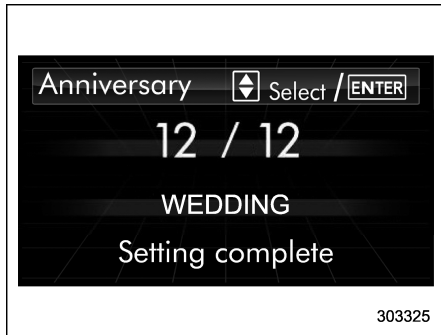 Anniversary Select / ENTER
12 / 12
WEDDING
Setting complete
303325